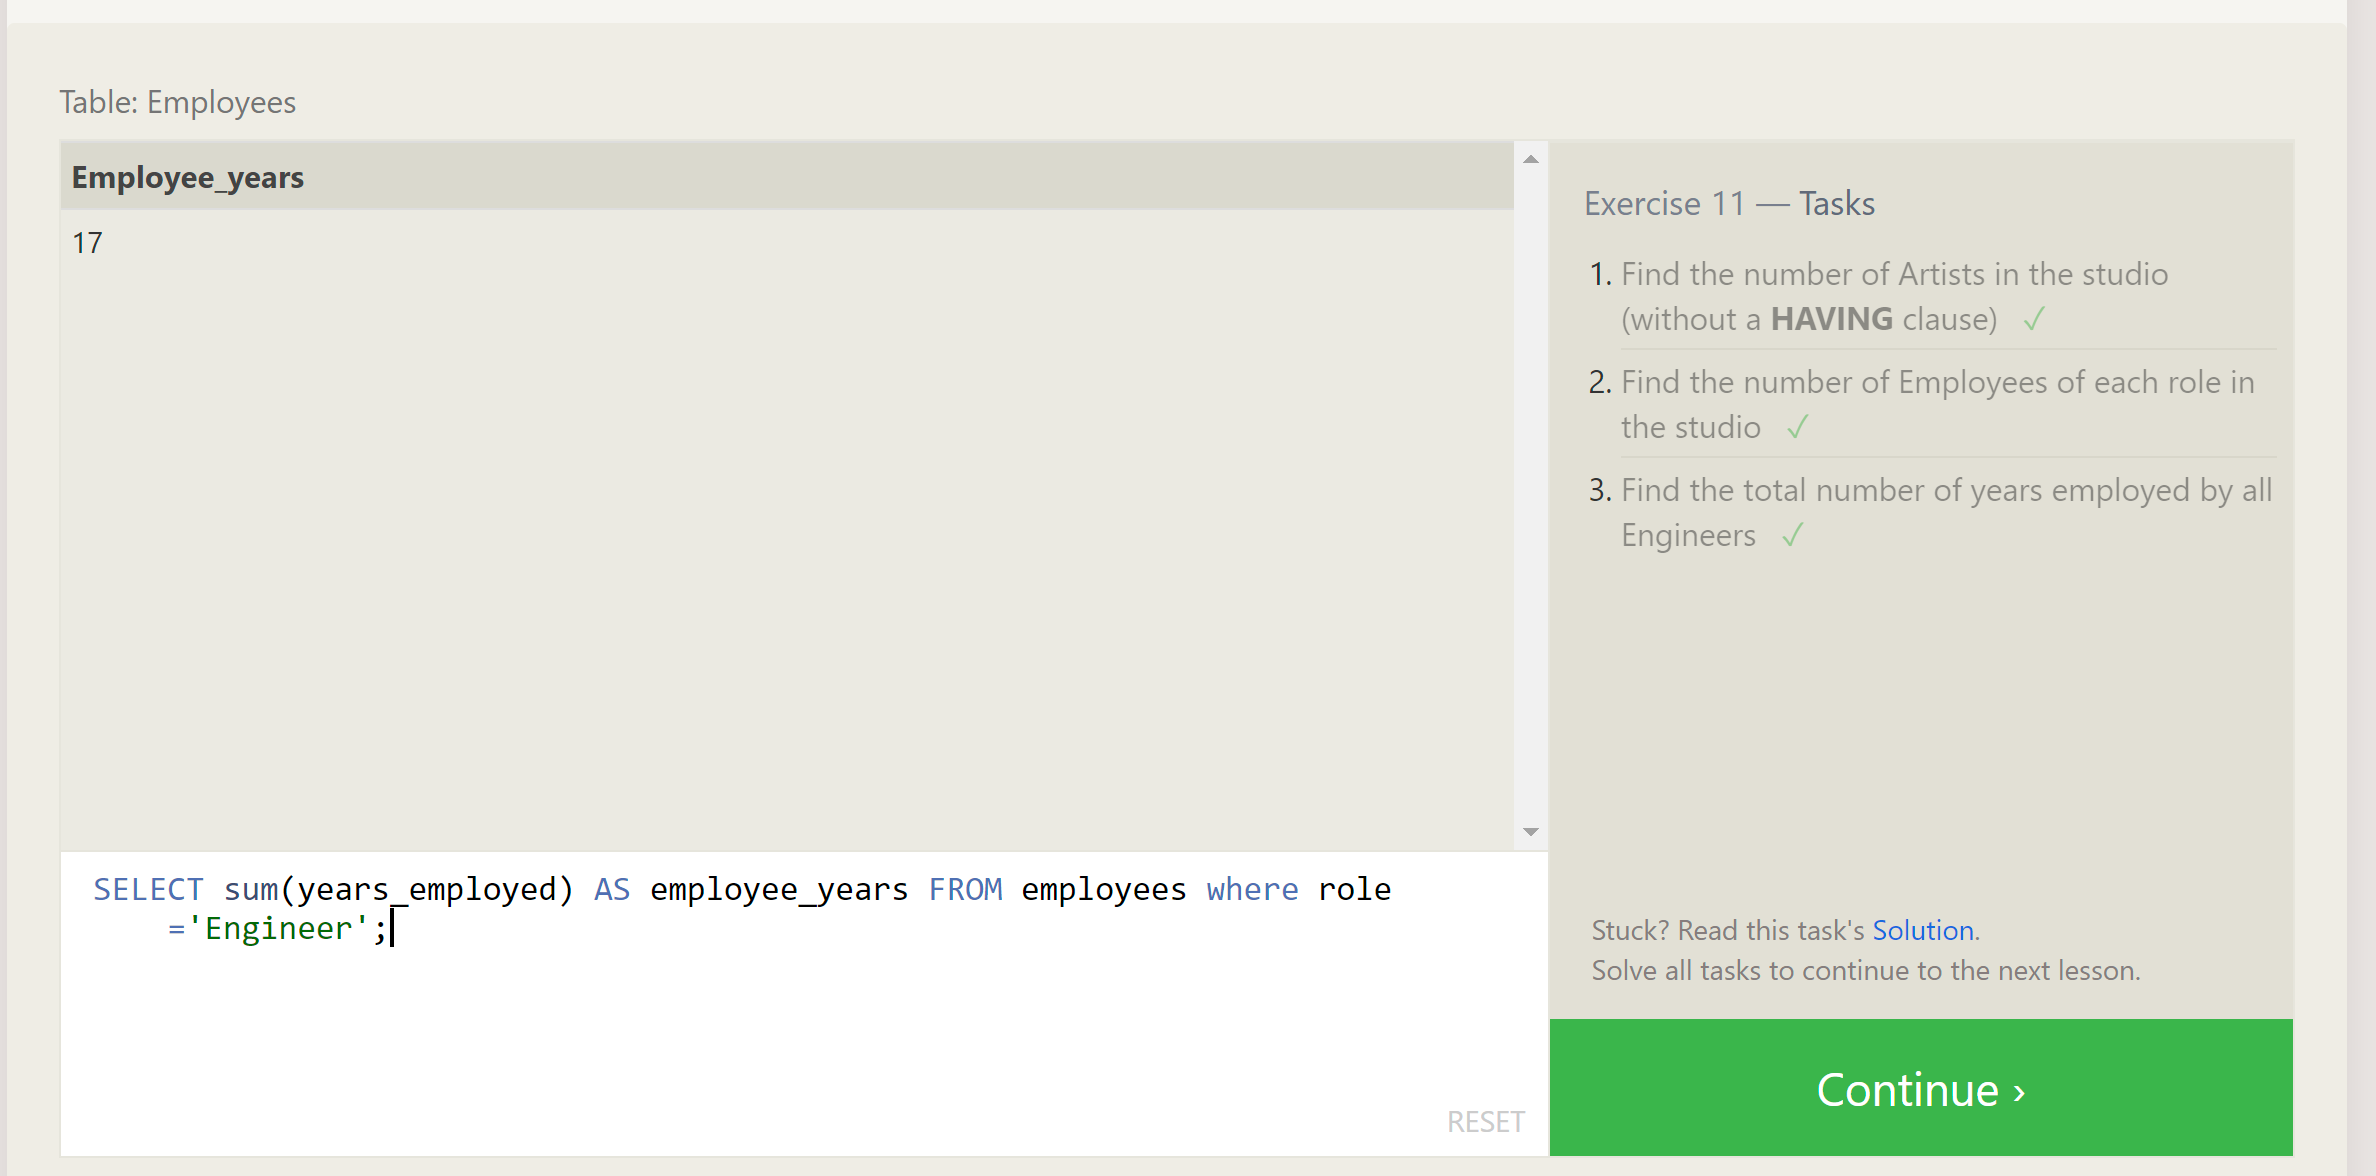 Table: Employees
Employee_years
17
SELECT sum(years_employed) AS employee_years FROM employees where role
='Engineer';
RESET
Exercise 11 — Tasks
1. Find the number of Artists in the studio
(without a HAVING clause) ✓
2. Find the number of Employees of each role in
the studio ✓
3. Find the total number of years employed by all
Engineers ✓
Stuck? Read this task's Solution.
Solve all tasks to continue to the next lesson.
Continue ›